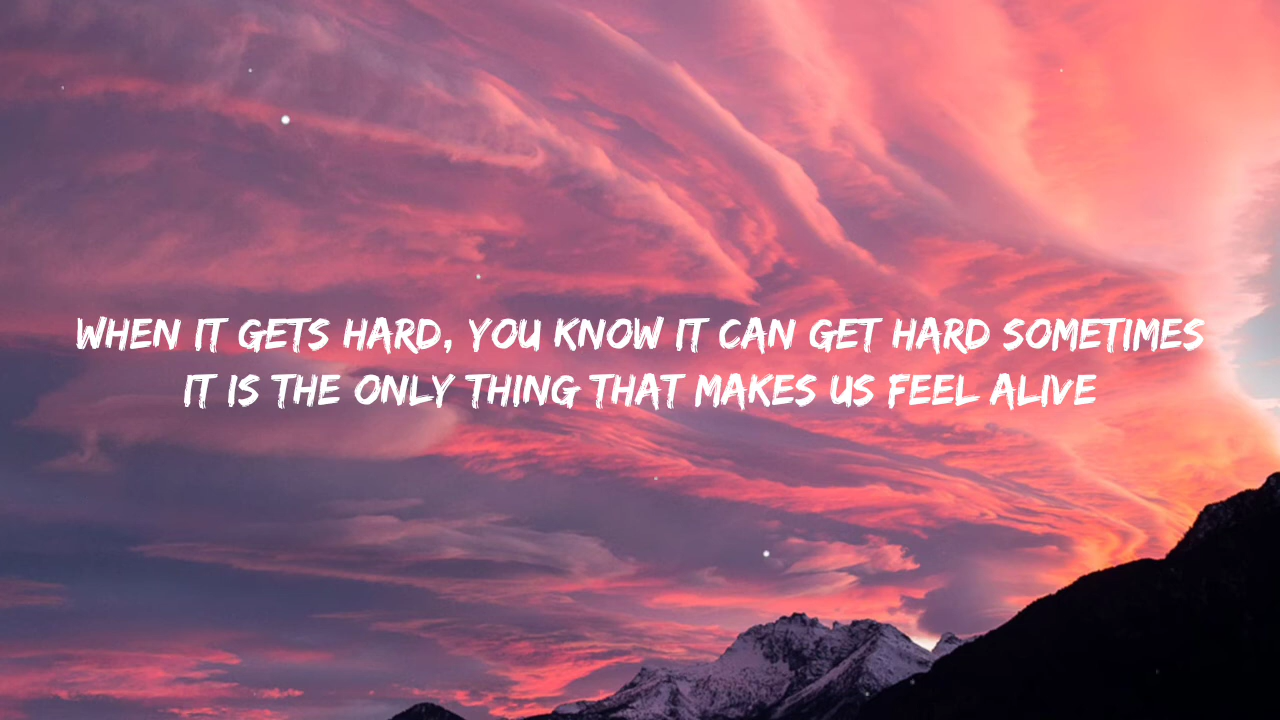 WHEN IT GETS HARD, YOU KNOW IT CAN GET HARD SOMETIMES
IT IS THE ONLY THING THAT MAKES US FEEL ALIVE